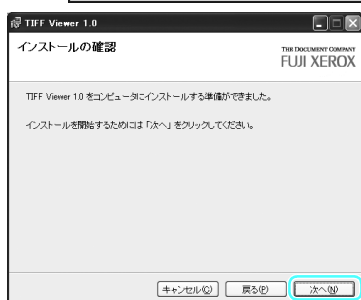 TIFF Viewer 1.0
インストールの確認
THE DOCUMENT COMPANY
FUJI XEROX
TIFF Viewer 1.0 をコンピュータにインストールする準備ができました。
インストールを開始するためには「次へ」をクリックしてください。
キャンセル(C) 戻る(P) 次へ(N)